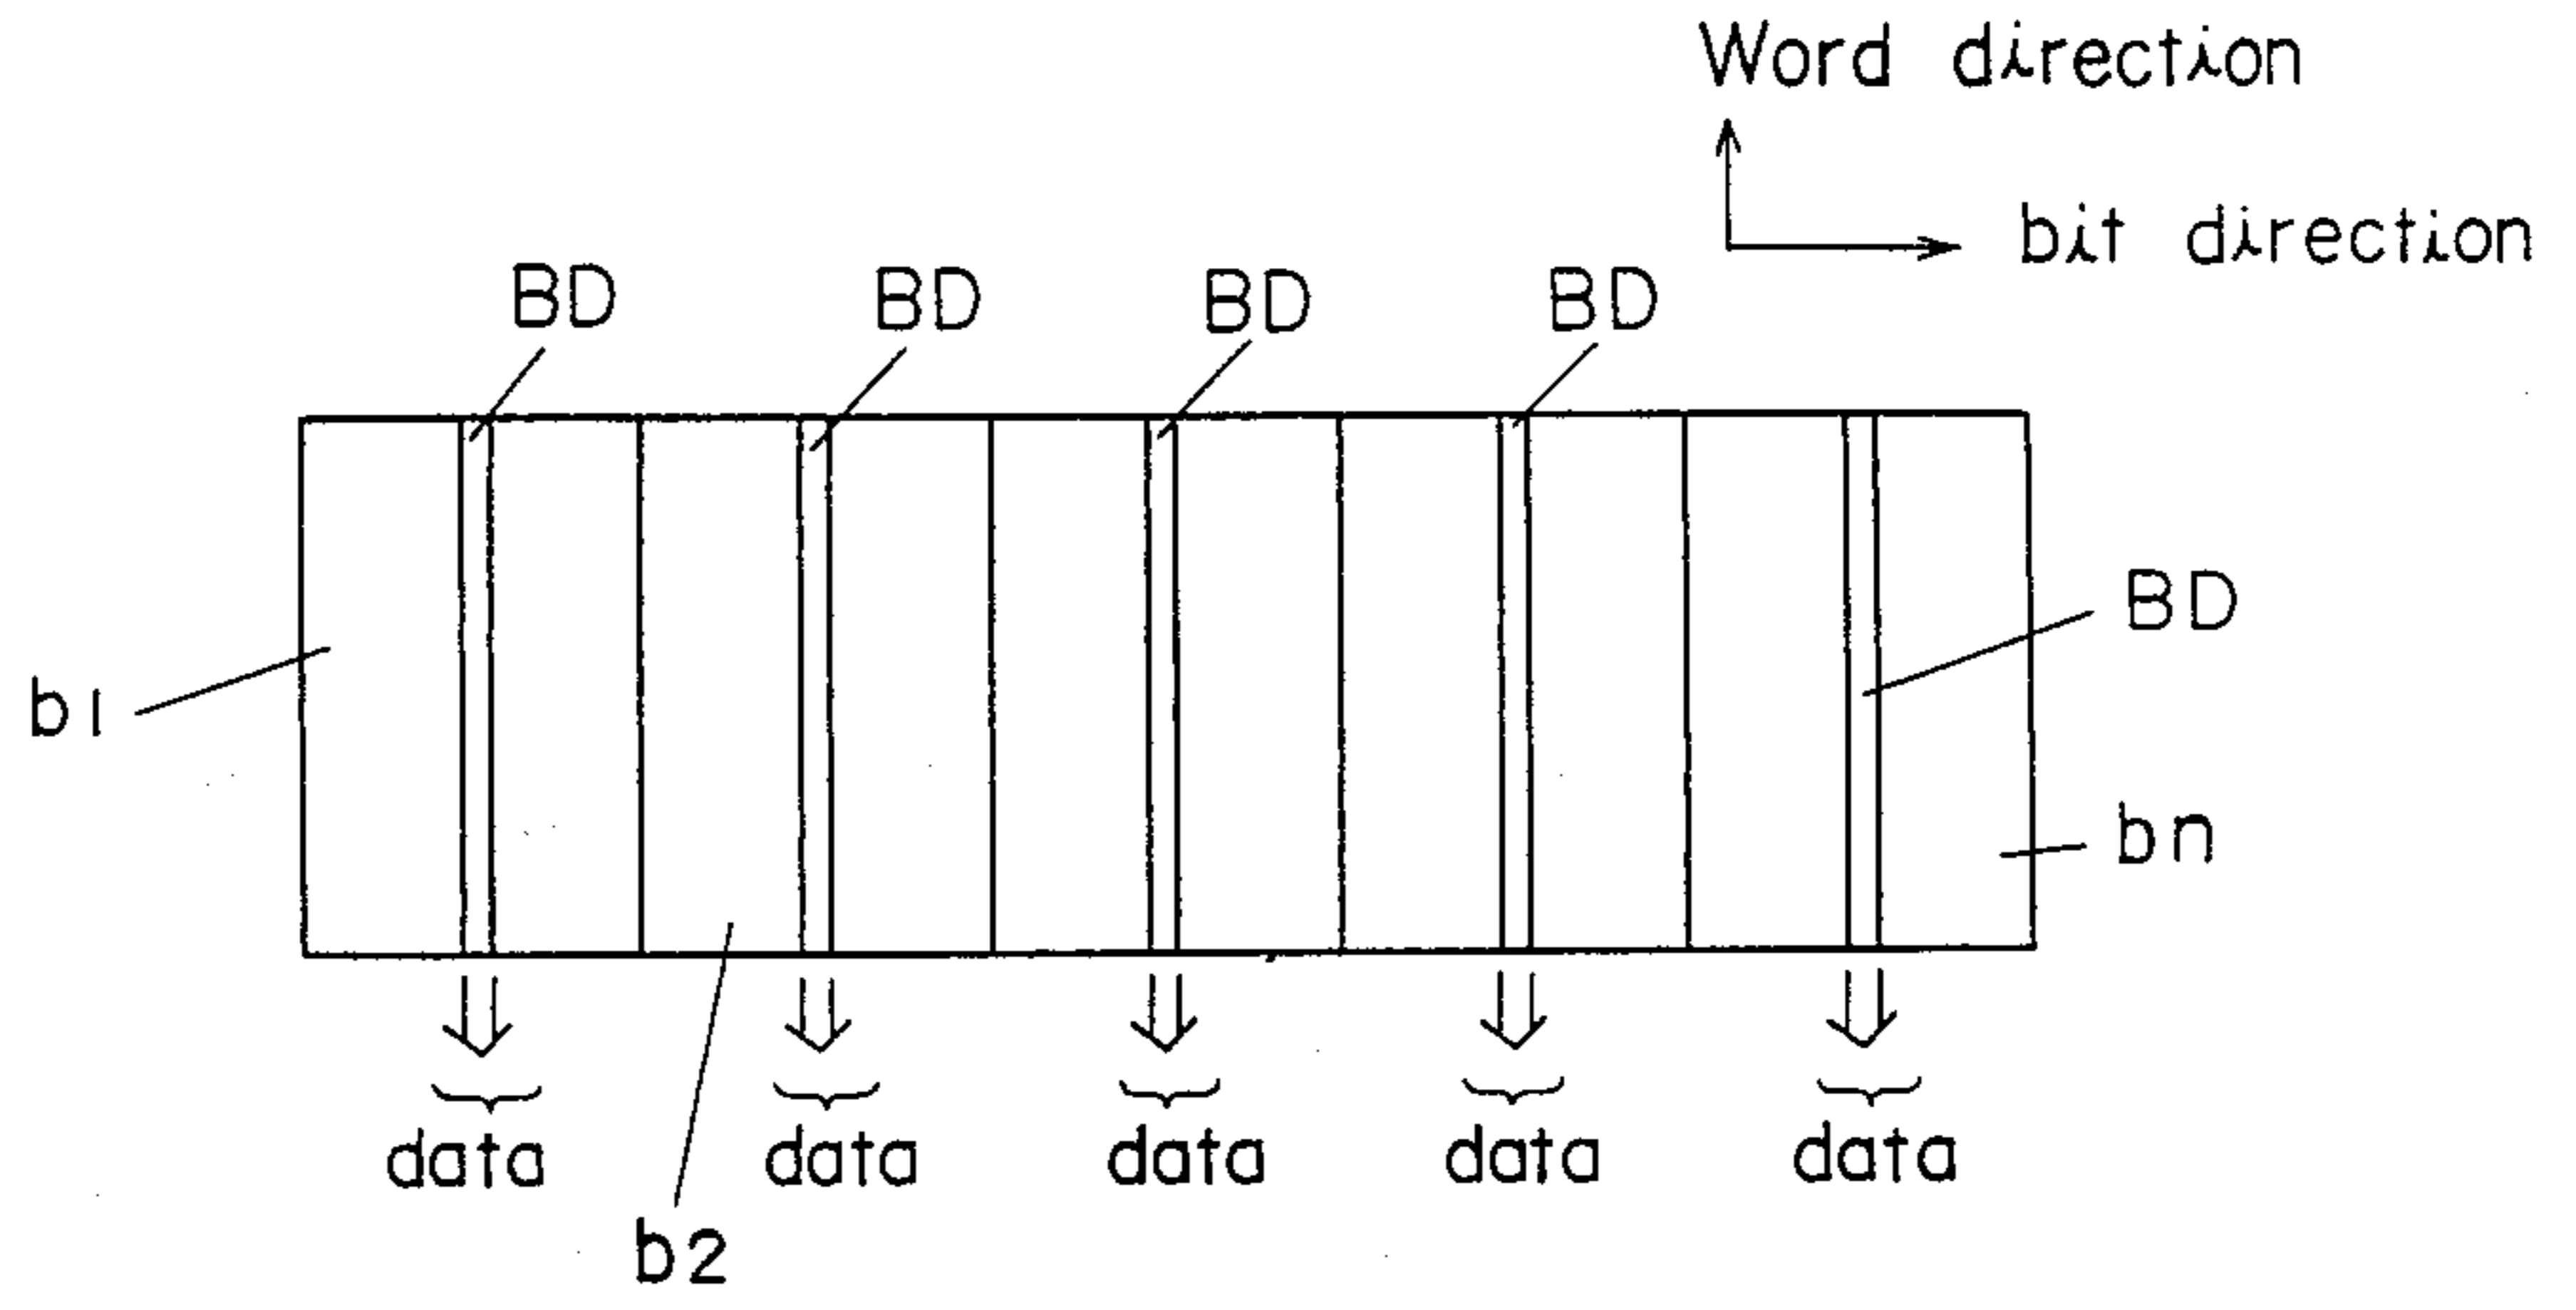 Word direction
bit direction
BD BD BD BD
BD
b1
bn
data data data data data
b2